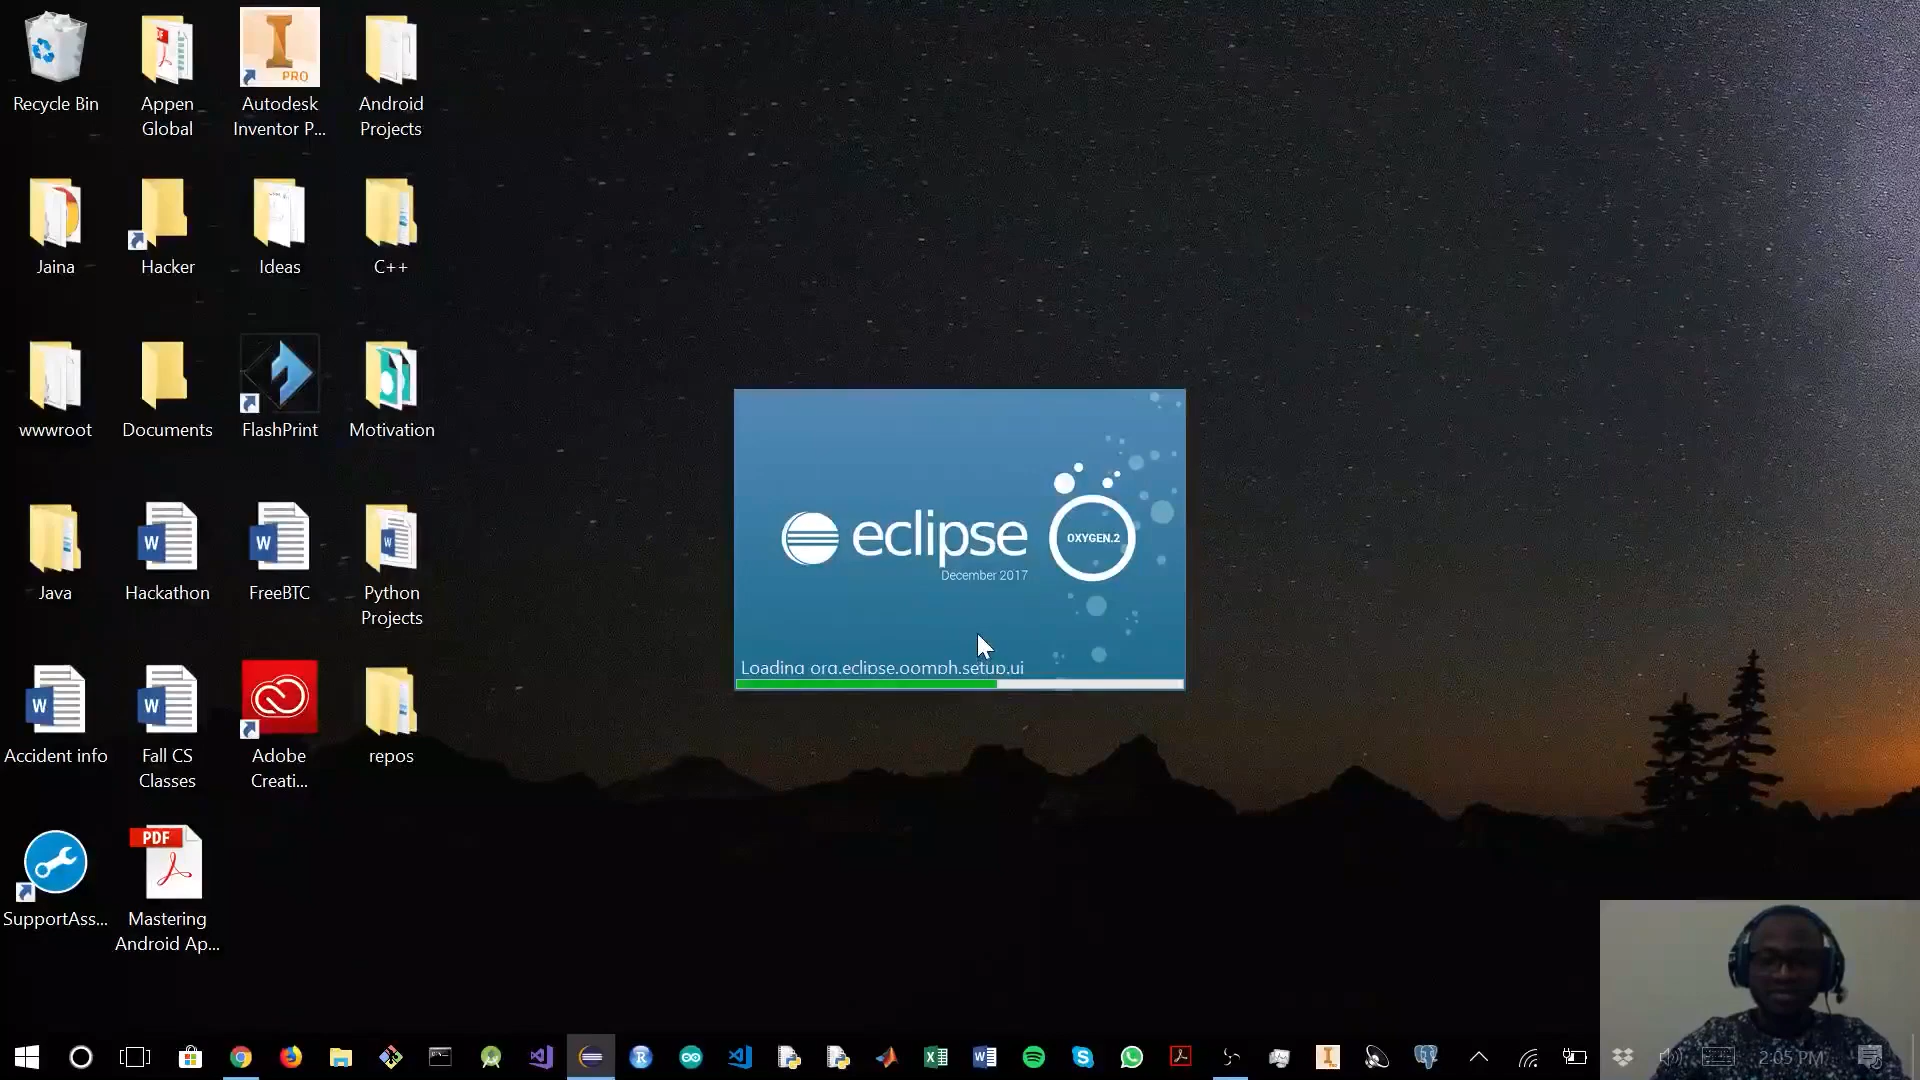 Recycle Bin
Appen
Global
PRO
Autodesk
Inventor P...
Android
Projects
Jaina
Hacker
Ideas
C++
wwwroot
Documents
FlashPrint
Motivation
Java
W
Hackathon
W
FreeBTC
W
Python
Projects
W
Accident info
W
Fall CS
Classes
Adobe
Creati...
repos
SupportAss...
PDF
Mastering
Android Ap...
eclipse
OXYGEN.2
December 2017
Loading org.eclipse.oomph.setup.ui
2:05 PM